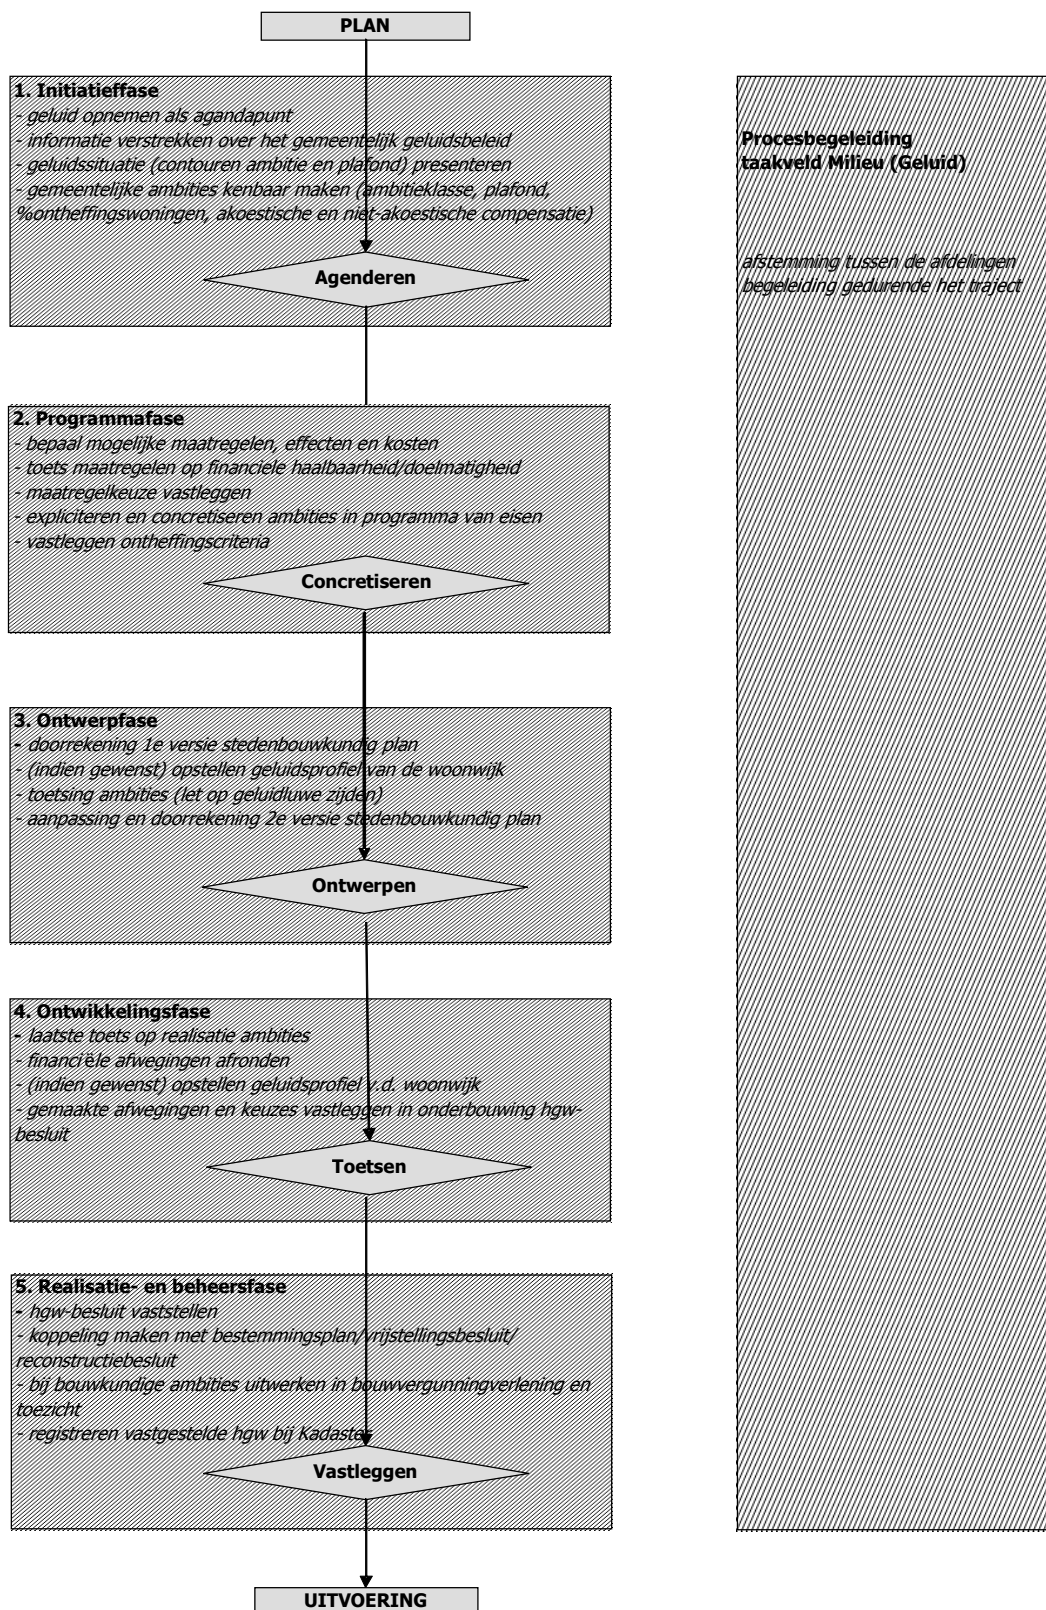 PLAN
1. Initiatieffase
- geluid opnemen als agandapunt
- informatie verstrekken over het gemeentelijk geluidsbeleid
- geluidssituatie (contouren ambitie en plafond) presenteren
- gemeentelijke ambities kenbaar maken (ambitieklasse, plafond,
%ontheffingswoningen, akoestische en niet-akoestische compensatie)
Agenderen
2. Programmafase
- bepaal mogelijke maatregelen, effecten en kosten
- toets maatregelen op financiele haalbaarheid/doelmatigheid
- maatregelkeuze vastleggen
- expliciteren en concretiseren ambities in programma van eisen
- vastleggen ontheffingscriteria
Concretiseren
3. Ontwerpfase
- doorrekening 1e versie stedenbouwkundig plan
- (indien gewenst) opstellen geluidsprofiel van de woonwijk
- toetsing ambities (let op geluidluwe zijden)
- aanpassing en doorrekening 2e versie stedenbouwkundig plan
Ontwerpen
4. Ontwikkelingsfase
- laatste toets op realisatie ambities
- financiële afwegingen afronden
- (indien gewenst) opstellen geluidsprofiel v.d. woonwijk
- gemaakte afwegingen en keuzes vastleggen in onderbouwing hgw-
besluit
Toetsen
5. Realisatie- en beheersfase
- hgw-besluit vaststellen
- koppeling maken met bestemmingsplan/vrijstellingsbesluit/
reconstructiebesluit
- bij bouwkundige ambities uitwerken in bouwvergunningverlening en
toezicht
- registreren vastgestelde hgw bij Kadaster
Vastleggen
UITVOERING
Procesbegeleiding
taakveld Milieu (Geluid)
afstemming tussen de afdelingen
begeleiding gedurende het traject